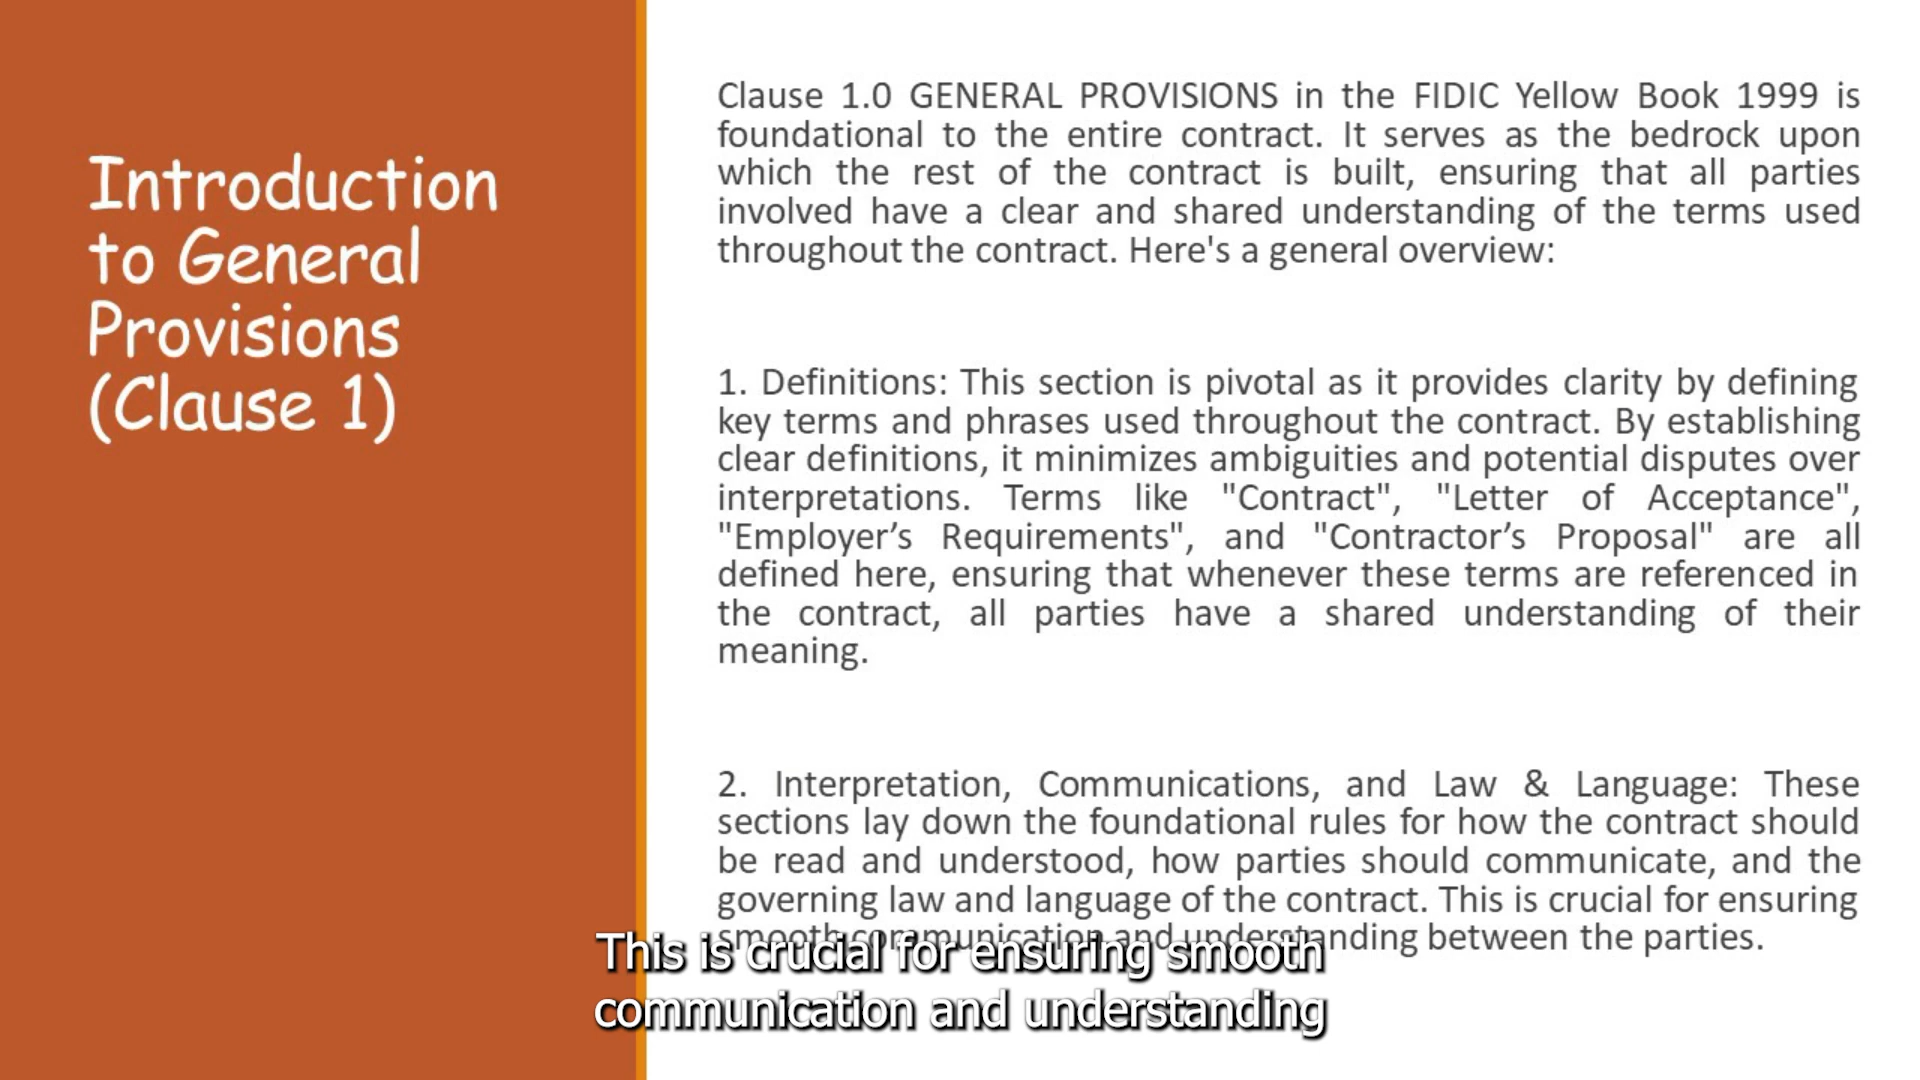 Introduction
to General
Provisions
(Clause 1)
Clause 1.0 GENERAL PROVISIONS in the FIDIC Yellow Book 1999 is
foundational to the entire contract. It serves as the bedrock upon
which the rest of the contract is built, ensuring that all parties
involved have a clear and shared understanding of the terms used
throughout the contract. Here's a general overview:
1. Definitions: This section is pivotal as it provides clarity by defining
key terms and phrases used throughout the contract. By establishing
clear definitions, it minimizes ambiguities and potential disputes over
interpretations. Terms like "Contract", "Letter of Acceptance",
"Employer’s Requirements", and "Contractor’s Proposal" are all
defined here, ensuring that whenever these terms are referenced in
the contract, all parties have a shared understanding of their
meaning.
2. Interpretation, Communications, and Law & Language: These
sections lay down the foundational rules for how the contract should
be read and understood, how parties should communicate, and the
governing law and language of the contract. This is crucial for ensuring
smooth communication and understanding between the parties.
This is crucial for ensuring smooth
communication and understanding